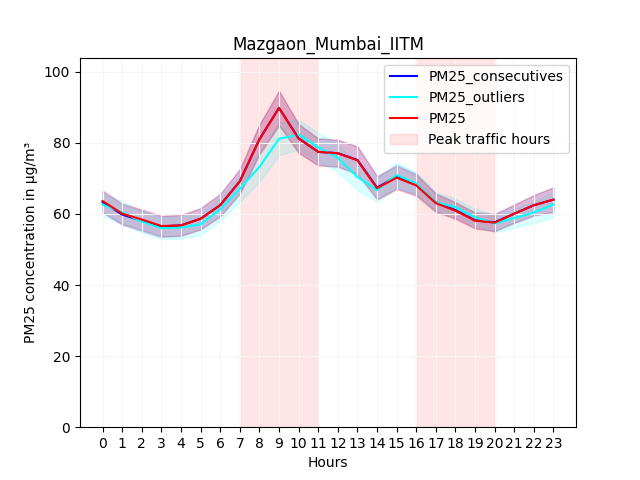 Mazgaon_Mumbai_IITM
PM25_consecutives
PM25_outliers
PM25
Peak traffic hours
PM25 concentration in µg/m³
100
80
60
40
20
0
0 1 2 3 4 5 6 7 8 9 10 11 12 13 14 15 16 17 18 19 20 21 22 23
Hours